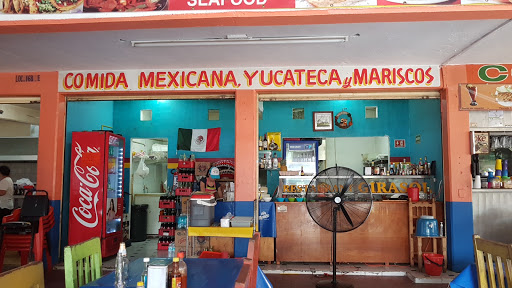 SEAFOOD
COMIDA MEXICANA, YUCATECA y MARISCOS
Coca-Cola